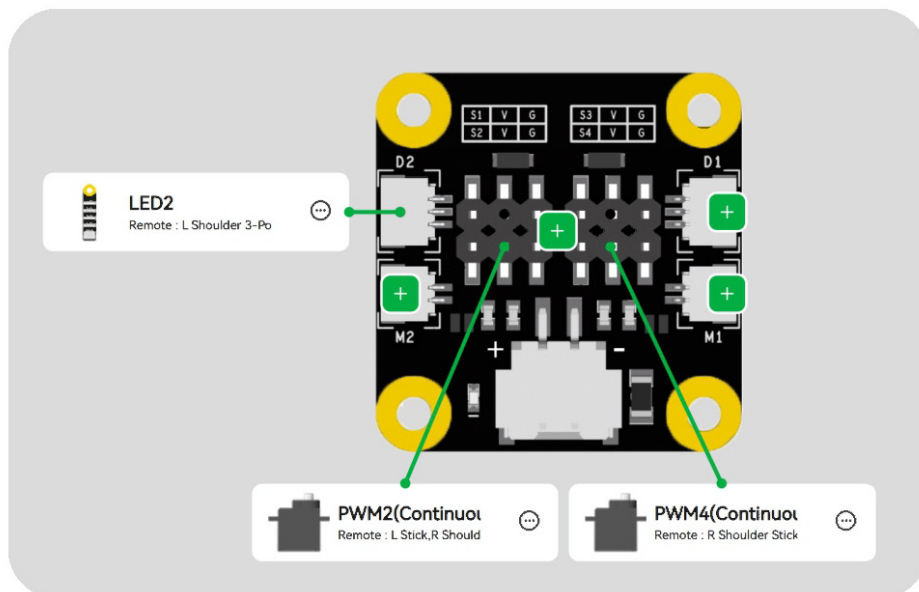 S1 V G
S2 V G
S3 V G
S4 V G
D2
D1
LED2
Remote : L Shoulder 3-Po
M2
M1
+ -
PWM2(Continuou
Remote : L Stick,R Should
PWM4(Continuou
Remote : R Shoulder Stick